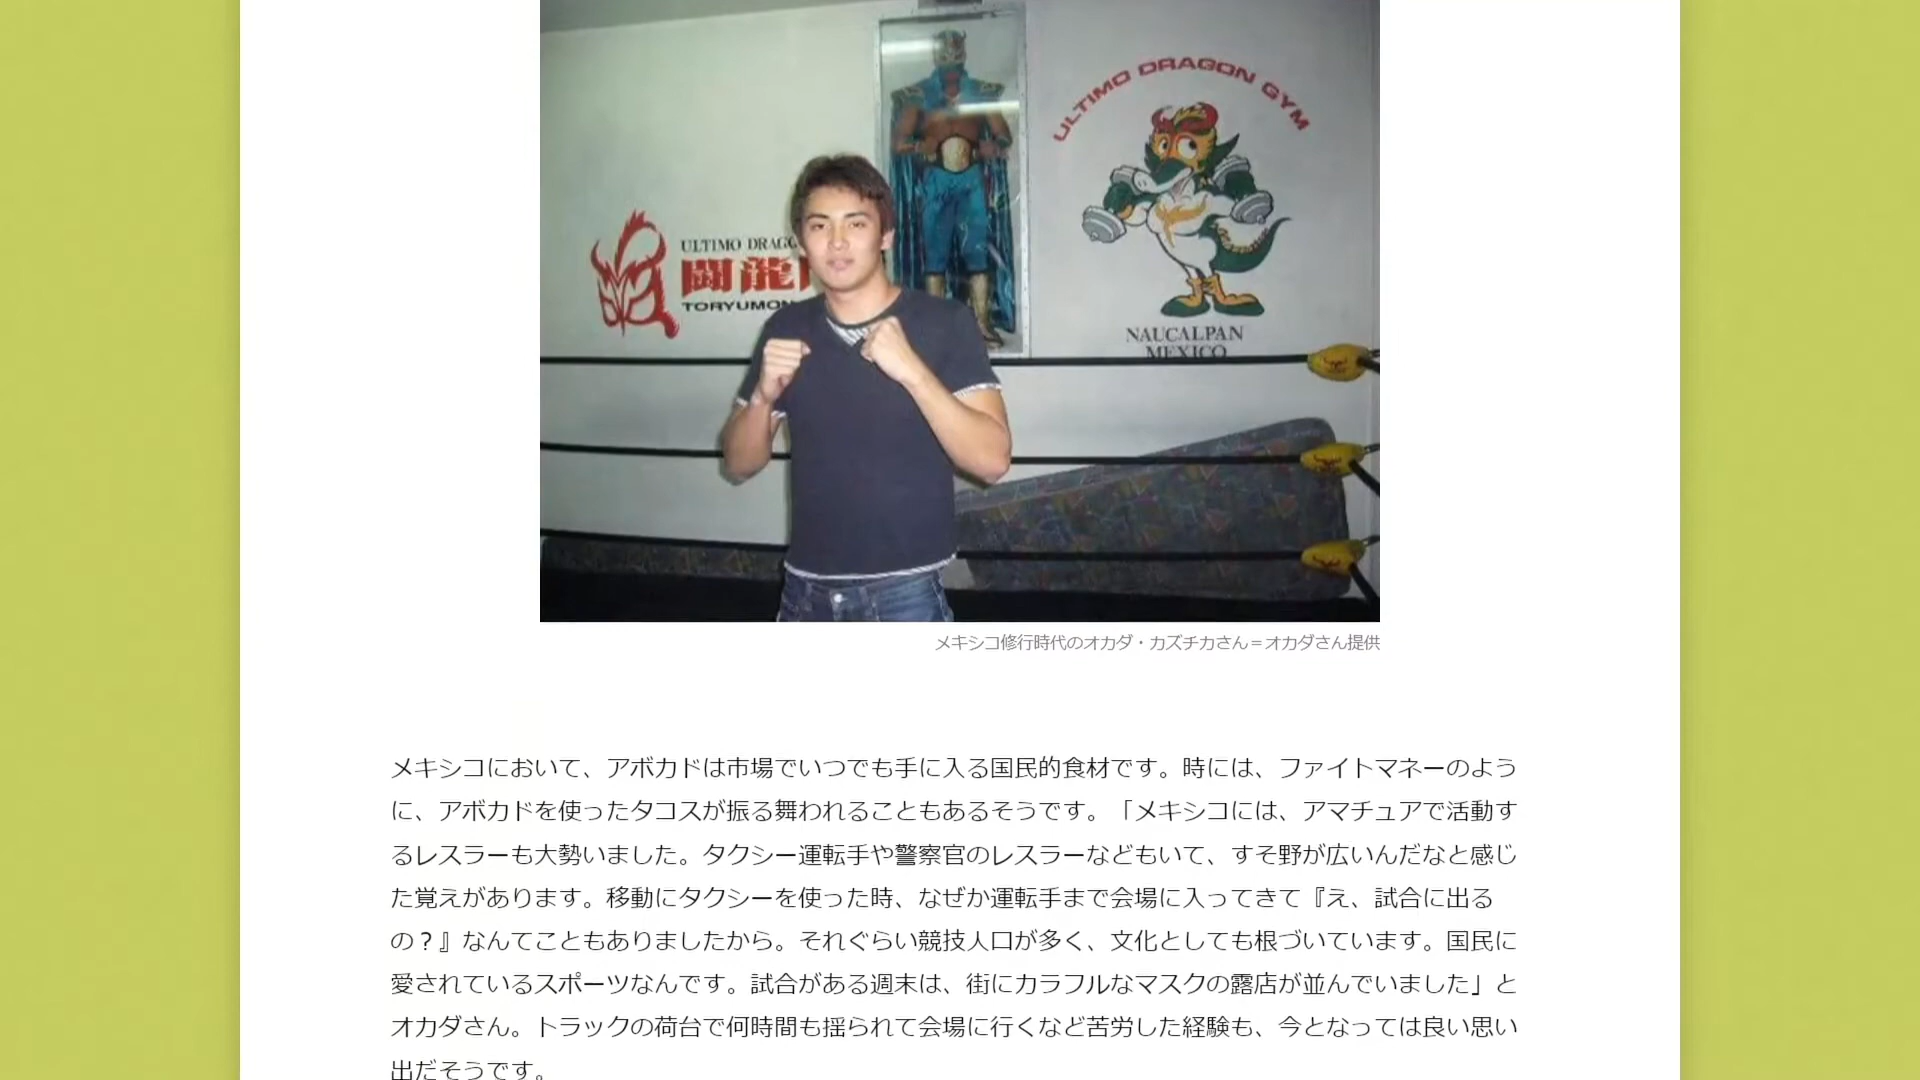 ULTIMO DRAGON GYM
ULTIMO DRAGO
闘龍
TORYUMON
NAUCALPAN
MEXICO
メキシコ修行時代のオカダ・カズチカさん＝オカダさん提供
メキシコにおいて、アボカドは市場でいつでも手に入る国民的食材です。時には、ファイトマネーのよう
に、アボカドを使ったタコスが振る舞われることもあるそうです。「メキシコには、アマチュアで活動す
るレスラーも大勢いました。タクシー運転手や警察官のレスラーなどもいて、すそ野が広いんだなと感じ
た覚えがあります。移動にタクシーを使った時、なぜか運転手まで会場に入ってきて『え、試合に出る
の？』なんてこともありましたから。それぐらい競技人口が多く、文化としても根づいています。国民に
愛されているスポーツなんです。試合がある週末は、街にカラフルなマスクの露店が並んでいました」と
オカダさん。トラックの荷台で何時間も揺られて会場に行くなど苦労した経験も、今となっては良い思い
出だそうです。